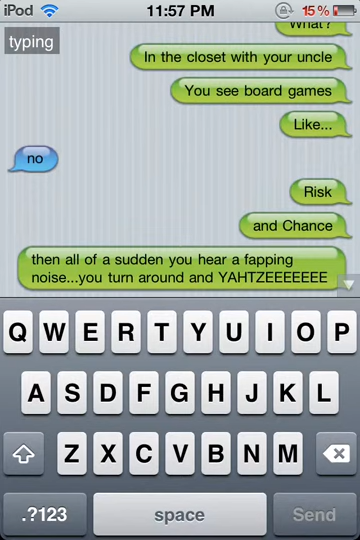 iPod 11:57 PM 15%
typing
What?
In the closet with your uncle
You see board games
Like...
no
Risk
and Chance
then all of a sudden you hear a fapping
noise...you turn around and YAHTZEEEEEEE
Q W E R T Y U I O P
A S D F G H J K L
Z X C V B N M
.?123 space Send